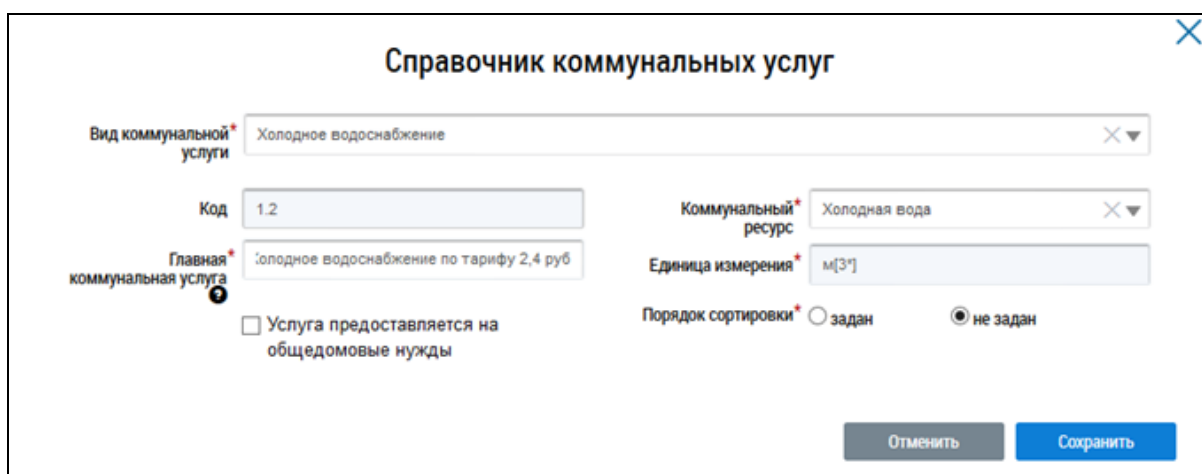 Справочник коммунальных услуг
Вид коммунальной*
услуги
Холодное водоснабжение
Код
1.2
Коммунальный*
ресурс
Холодная вода
Главная*
коммунальная услуга
?
олодное водоснабжение по тарифу 2,4 руб
Единица измерения*
м[3*]
Порядок сортировки*
задан
не задан
Услуга предоставляется на
общедомовые нужды
Отменить
Сохранить